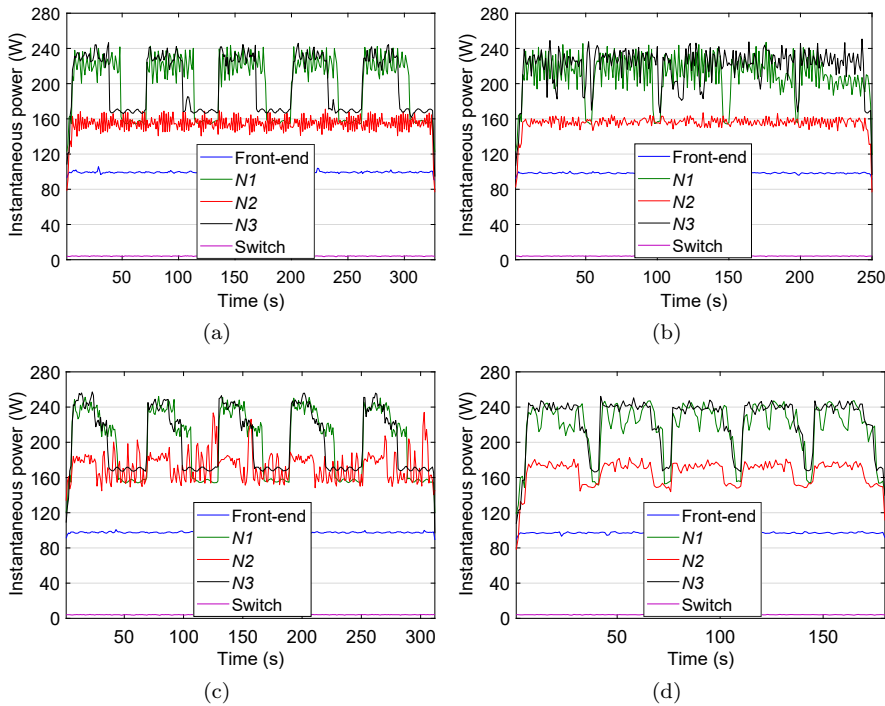 280
240
200
160
120
80
40
0
Instantaneous power (W)
50
100
150
200
250
300
Time (s)
Front-end
N1
N2
N3
Switch
(a)
280
240
200
160
120
80
40
0
Instantaneous power (W)
50
100
150
200
250
Time (s)
Front-end
N1
N2
N3
Switch
(b)
280
240
200
160
120
80
40
0
Instantaneous power (W)
50
100
150
200
250
300
Time (s)
Front-end
N1
N2
N3
Switch
(c)
280
240
200
160
120
80
40
0
Instantaneous power (W)
50
100
150
Time (s)
Front-end
N1
N2
N3
Switch
(d)